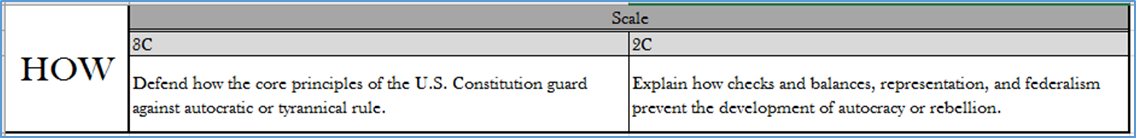 Scale
HOW
3C
2C
Defend how the core principles of the U.S. Constitution guard
against autocratic or tyrannical rule.
Explain how checks and balances, representation, and federalism
prevent the development of autocracy or rebellion.